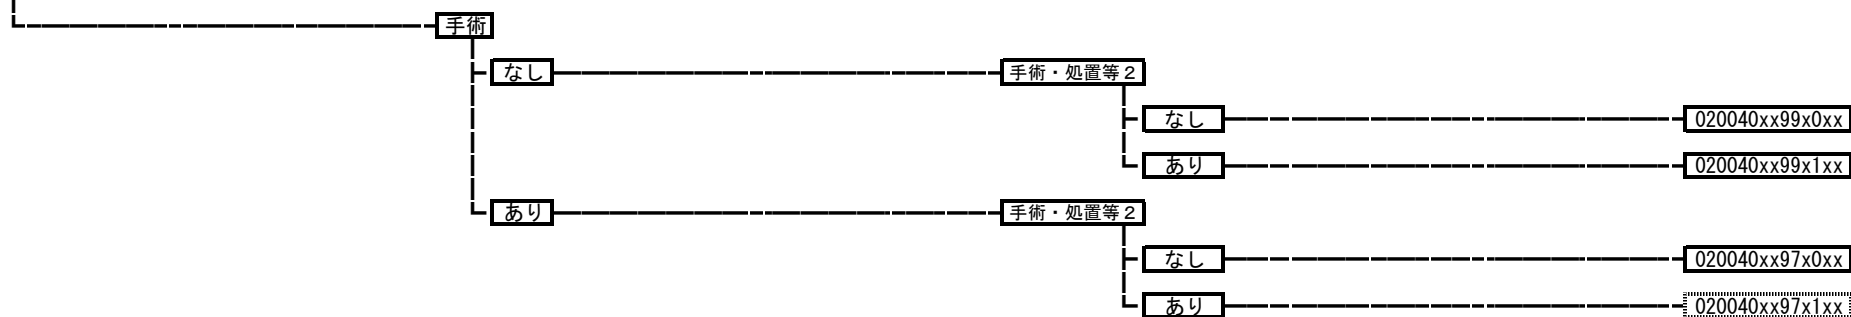 手術
なし 手術・処置等２
なし 020040xx99x0xx
あり 020040xx99x1xx
あり 手術・処置等２
なし 020040xx97x0xx
あり 020040xx97x1xx